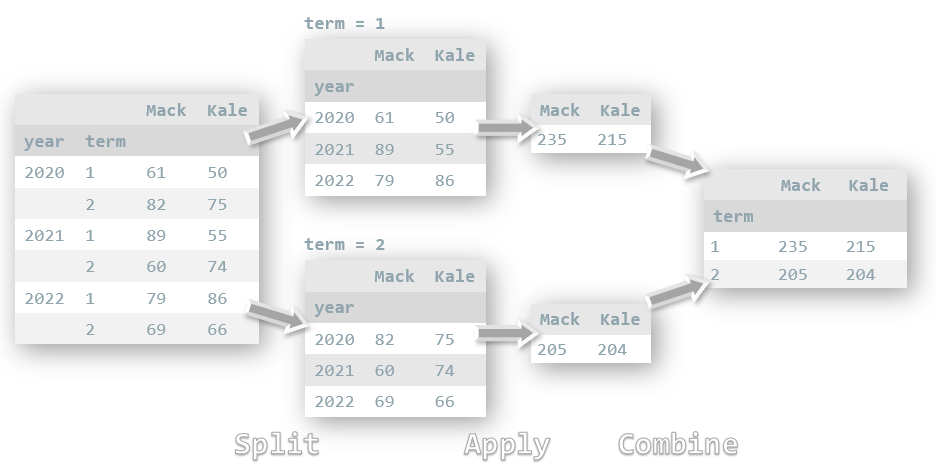 term = 1
Mack Kale
year
2020 61 50
2021 89 55
2022 79 86
Mack Kale
year term
2020 1 61 50
2 82 75
2021 1 89 55
2 60 74
2022 1 79 86
2 69 66
term = 2
Mack Kale
year
2020 82 75
2021 60 74
2022 69 66
Mack Kale
235 215
Mack Kale
205 204
Mack Kale
term
1 235 215
2 205 204
Split Apply Combine